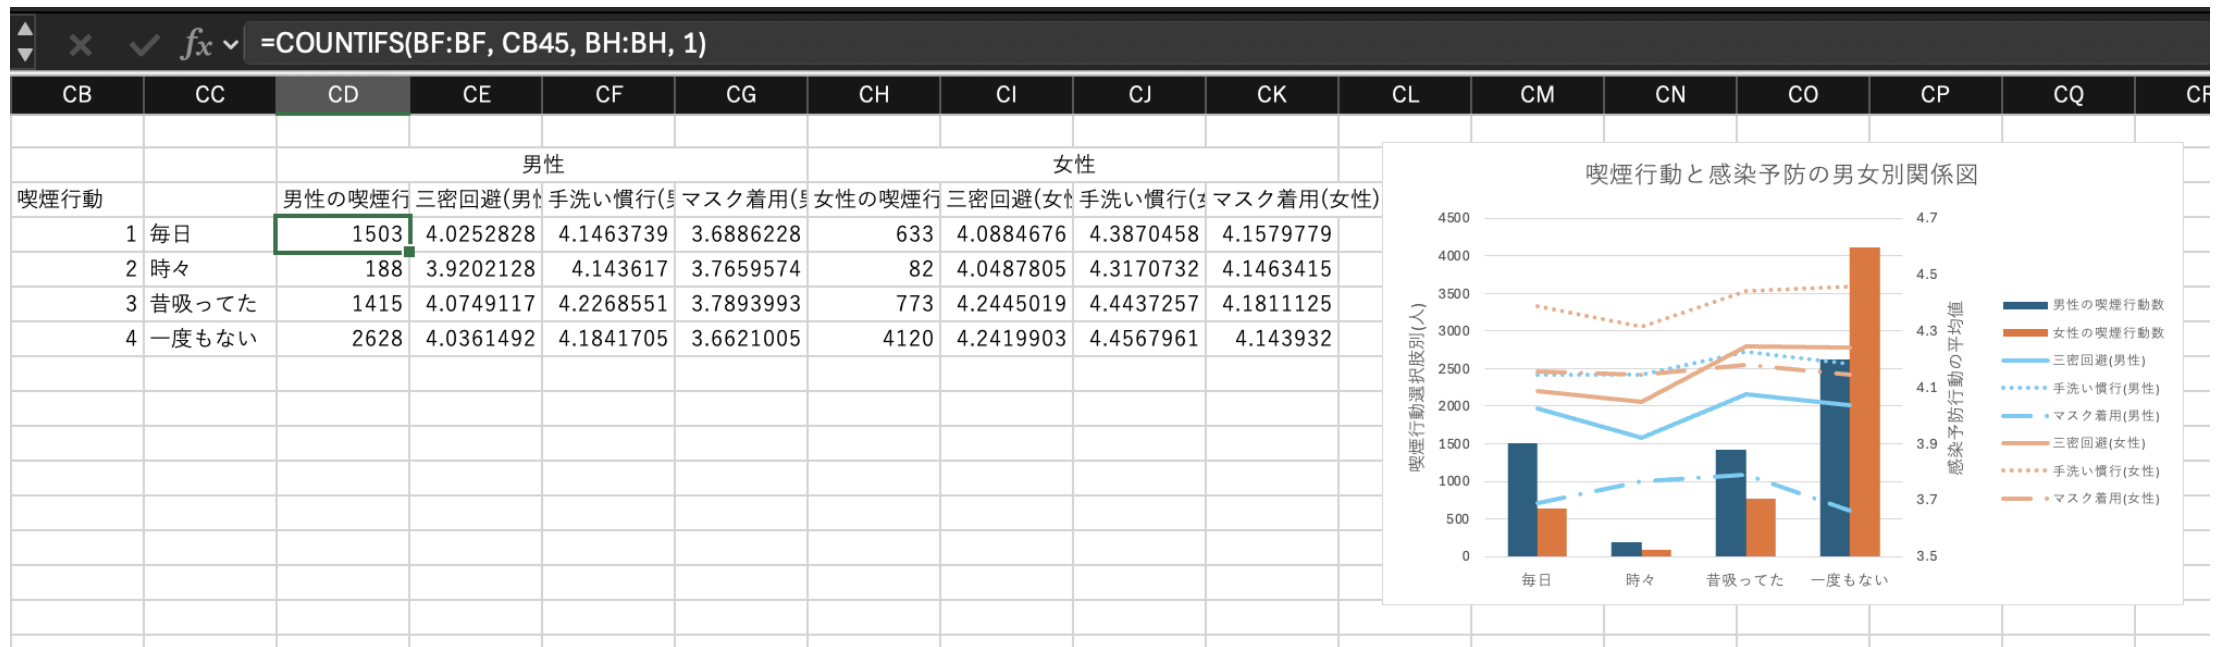 fx =COUNTIFS(BF:BF, CB45, BH:BH, 1)
CB CC CD CE CF CG CH CI CJ CK CL CM CN CO CP CQ CR
男性 女性
喫煙行動 男性の喫煙行 三密回避(男性 手洗い慣行(男 マスク着用(男 女性の喫煙行 三密回避(女性 手洗い慣行(女 マスク着用(女性)
1 毎日 1503 4.0252828 4.1463739 3.6886228 633 4.0884676 4.3870458 4.1579779
2 時々 188 3.9202128 4.143617 3.7659574 82 4.0487805 4.3170732 4.1463415
3 昔吸ってた 1415 4.0749117 4.2268551 3.7893993 773 4.2445019 4.4437257 4.1811125
4 一度もない 2628 4.0361492 4.1841705 3.6621005 4120 4.2419903 4.4567961 4.143932
喫煙行動と感染予防の男女別関係図
喫煙行動選択肢別(人)
4500
4000
3500
3000
2500
2000
1500
1000
500
0
毎日 時々 昔吸ってた 一度もない
4.7
4.5
4.3
4.1
3.9
3.7
3.5
感染予防行動の平均値
男性の喫煙行動数
女性の喫煙行動数
三密回避(男性)
手洗い慣行(男性)
マスク着用(男性)
三密回避(女性)
手洗い慣行(女性)
マスク着用(女性)